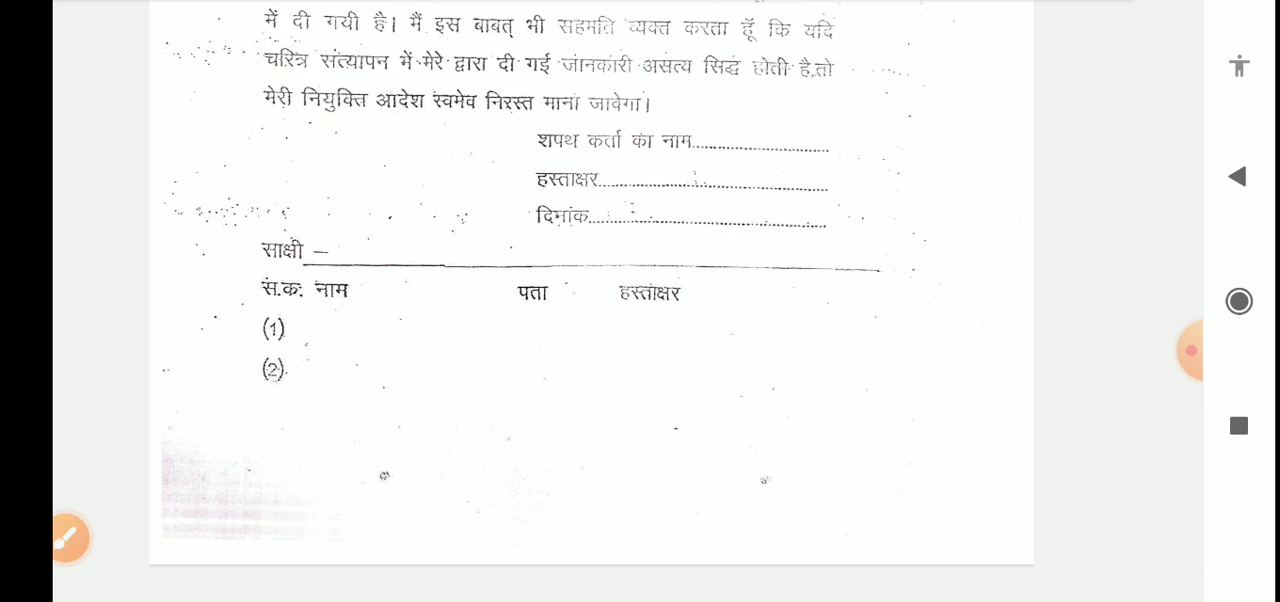 में दी गयी है। मैं इस बाबत् भी सहमति व्यक्त करता हूँ कि यदि
चरित्र संत्यापन में मेरे द्वारा दी गई जानकारी असत्य सिद्ध होती है,तो
मेरी नियुक्ति आदेश स्वमेव निरस्त माना जावेगा।
शपथ कर्ता का नाम...............................
हस्ताक्षर...............................................
दिनांक................................................
साक्षी –
स.क. नाम पता हस्ताक्षर
(1)
(2)